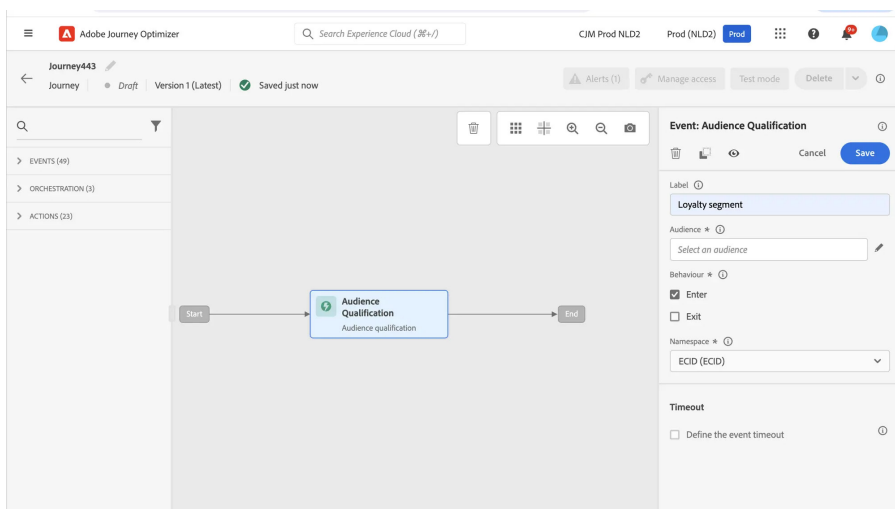 Adobe Journey Optimizer
Search Experience Cloud (⌘+/)
CJM Prod NLD2
Prod (NLD2)
Prod
9+
Journey443
Journey
Draft
Version 1 (Latest)
Saved just now
Alerts (1)
Manage access
Test mode
Delete
EVENTS (49)
ORCHESTRATION (3)
ACTIONS (23)
Start
Audience
Qualification
Audience qualification
End
Event: Audience Qualification
Cancel
Save
Label
Loyalty segment
Audience *
Select an audience
Behaviour *
Enter
Exit
Namespace *
ECID (ECID)
Timeout
Define the event timeout